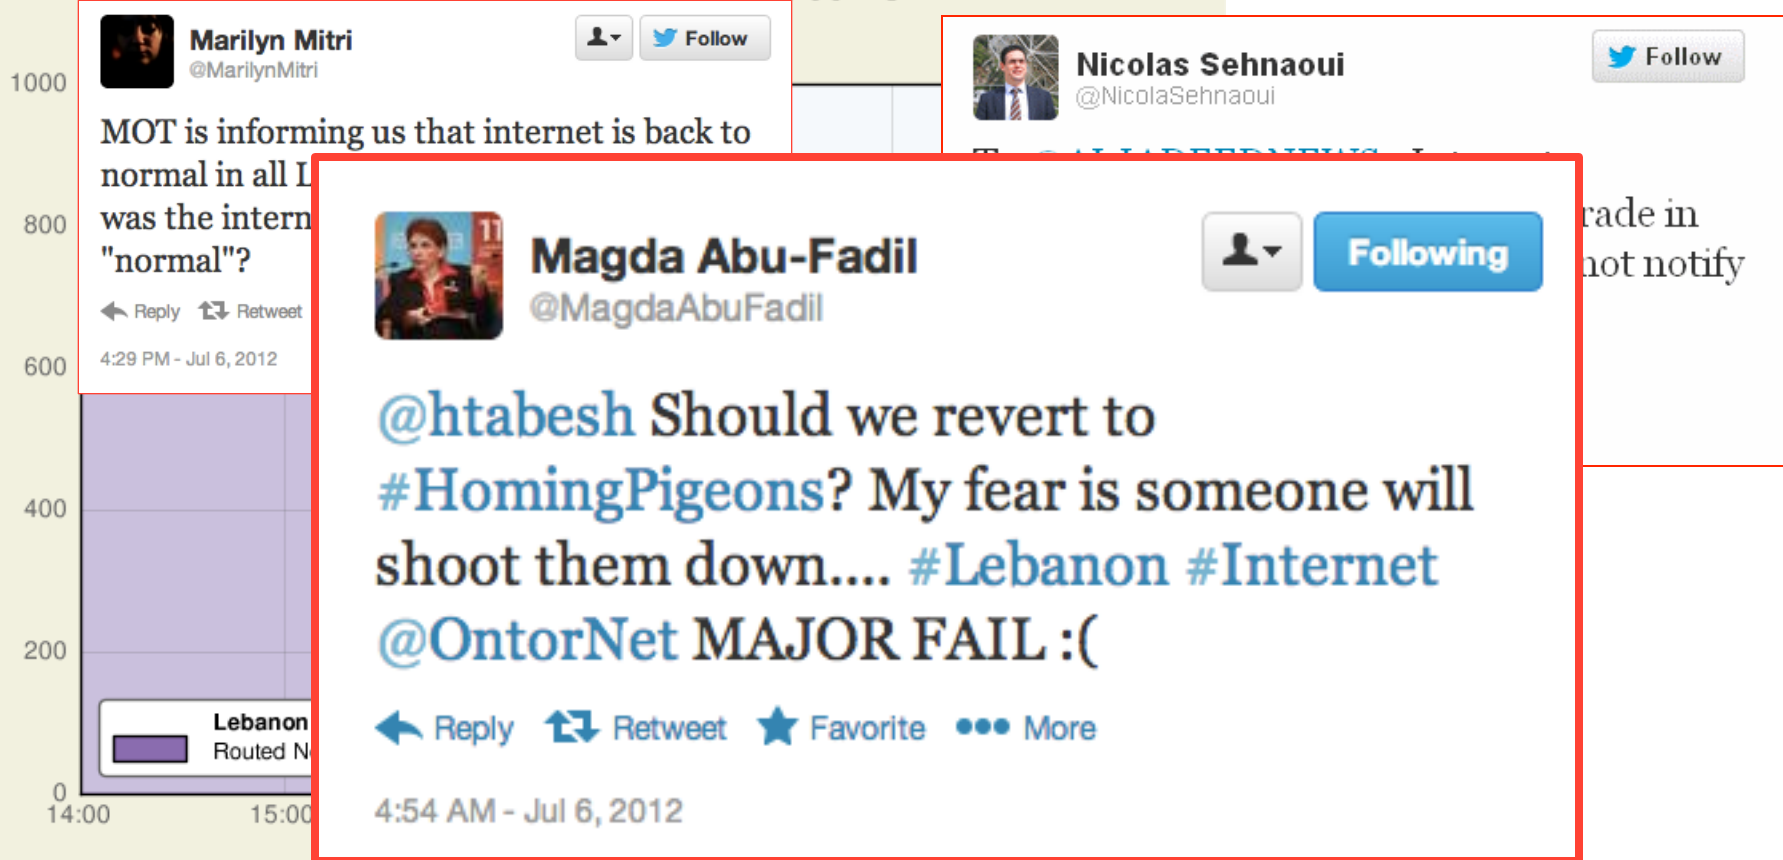 Marilyn Mitri
@MarilynMitri
Follow
MOT is informing us that internet is back to
normal in all
was the intern
"normal"?
Reply Retweet
4:29 PM - Jul 6, 2012
Nicolas Sehnaoui
@NicolaSehnaoui
Follow
rade in
not notify
Magda Abu-Fadil
@MagdaAbuFadil
Following
@htabesh Should we revert to
#HomingPigeons? My fear is someone will
shoot them down.... #Lebanon #Internet
@OntorNet MAJOR FAIL :(
Reply Retweet Favorite More
4:54 AM - Jul 6, 2012
1000
800
600
400
200
0
14:00 15:00
Lebanon
Routed N